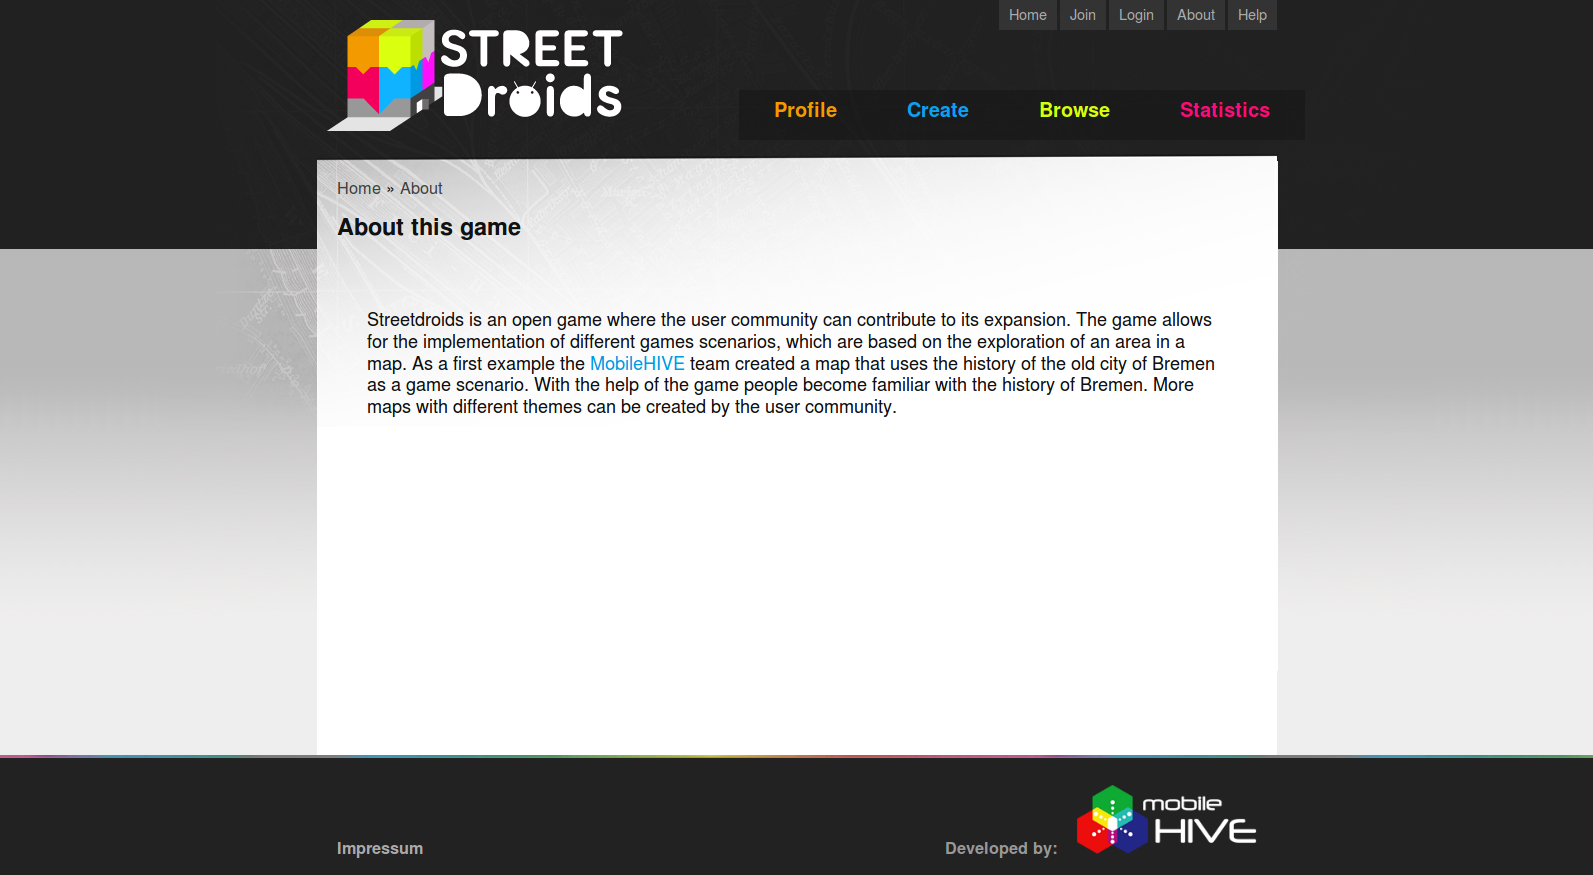 Home Join Login About Help
STREET
Droids
Profile Create Browse Statistics
Home » About
About this game
Streetdroids is an open game where the user community can contribute to its expansion. The game allows
for the implementation of different games scenarios, which are based on the exploration of an area in a
map. As a first example the MobileHIVE team created a map that uses the history of the old city of Bremen
as a game scenario. With the help of the game people become familiar with the history of Bremen. More
maps with different themes can be created by the user community.
Impressum
Developed by:
mobile
HIVE